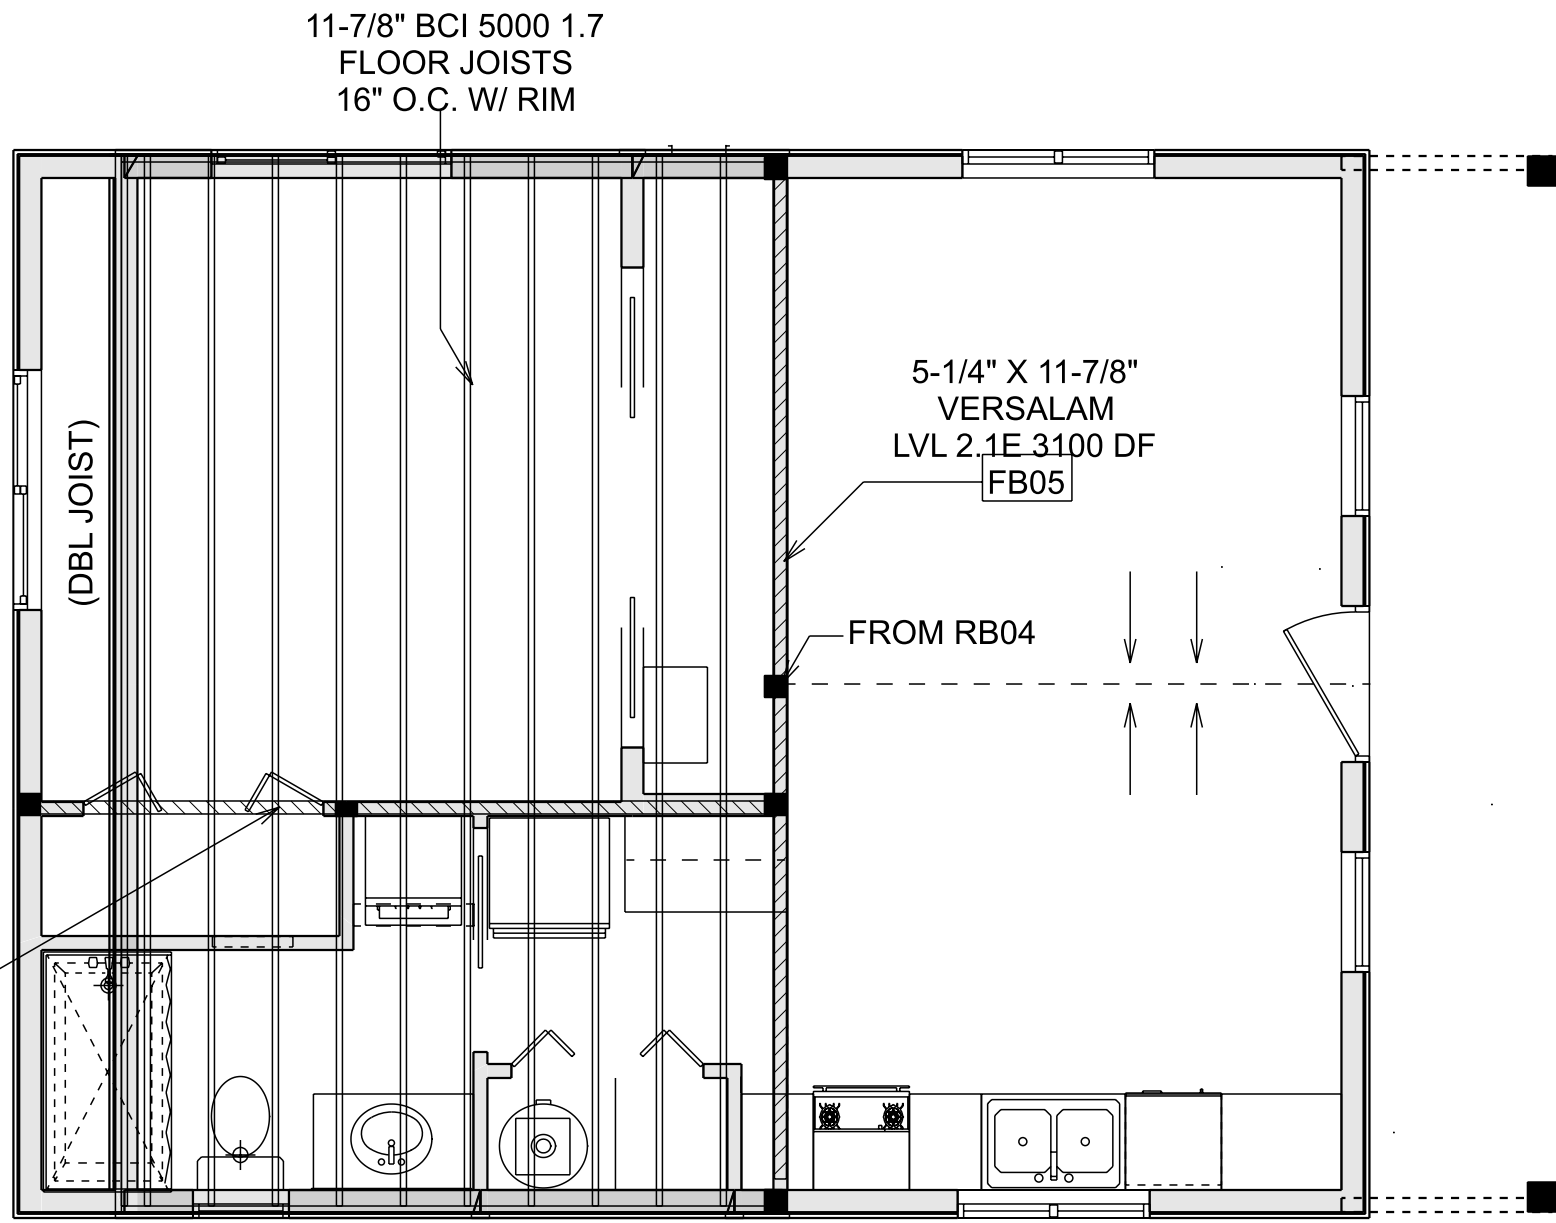 11-7/8" BCI 5000 1.7
FLOOR JOISTS
16" O.C. W/ RIM
5-1/4" X 11-7/8"
VERSALAM
LVL 2.1E 3100 DF
FB05
(DBL JOIST)
FROM RB04